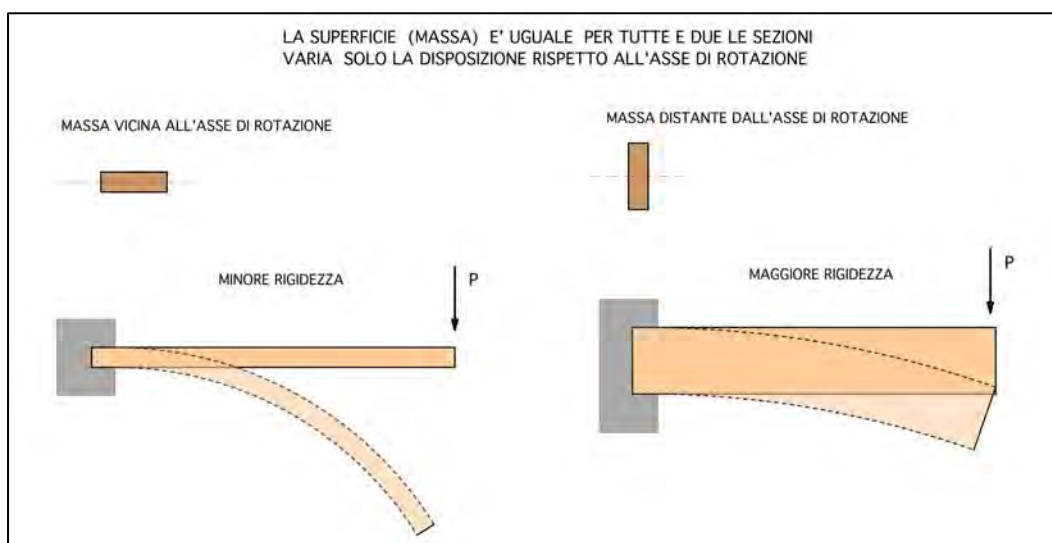 LA SUPERFICIE (MASSA) E' UGUALE PER TUTTE E DUE LE SEZIONI
VARIA SOLO LA DISPOSIZIONE RISPETTO ALL'ASSE DI ROTAZIONE
MASSA VICINA ALL'ASSE DI ROTAZIONE
MASSA DISTANTE DALL'ASSE DI ROTAZIONE
MINORE RIGIDEZZA
P
MAGGIORE RIGIDEZZA
P